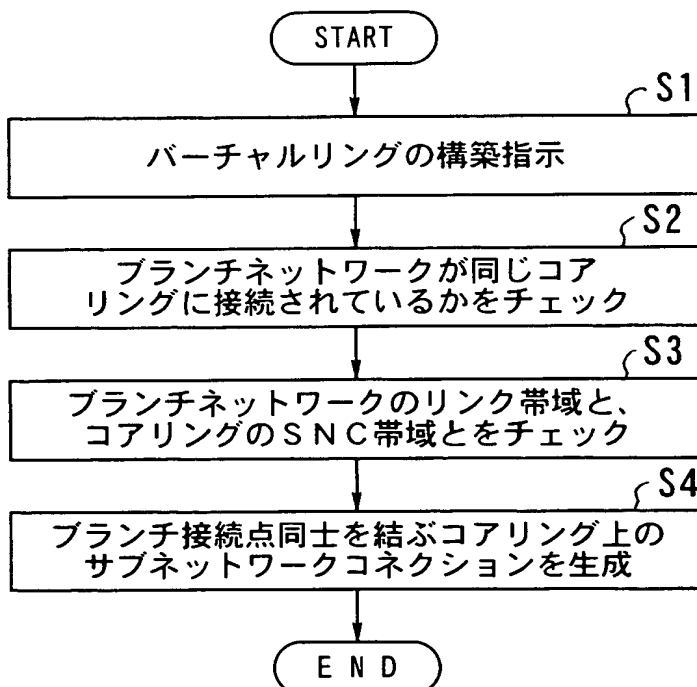 START
S1
バーチャルリングの構築指示
S2
ブランチネットワークが同じコア
リングに接続されているかをチェック
S3
ブランチネットワークのリンク帯域と、
コアリングのSNC帯域とをチェック
S4
ブランチ接続点同士を結ぶコアリング上の
サブネットワークコネクションを生成
END